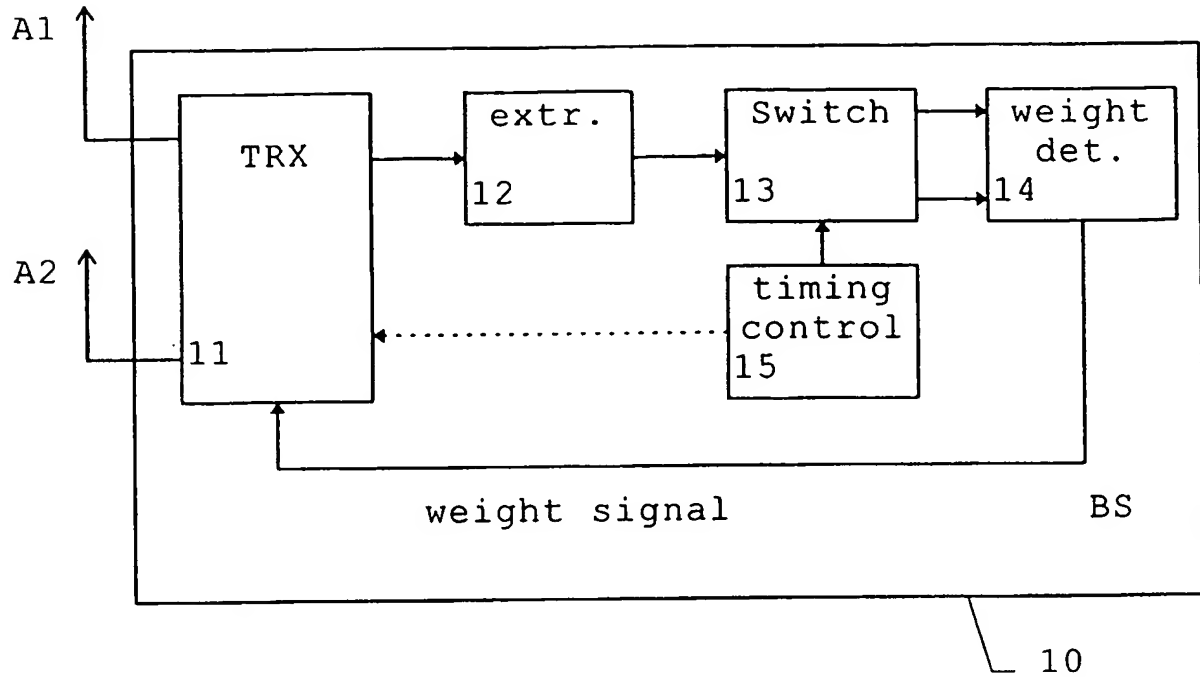 A1
TRX
extr.
12
Switch
13
weight
det.
14
A2
11
timing
control
15
weight signal
BS
10